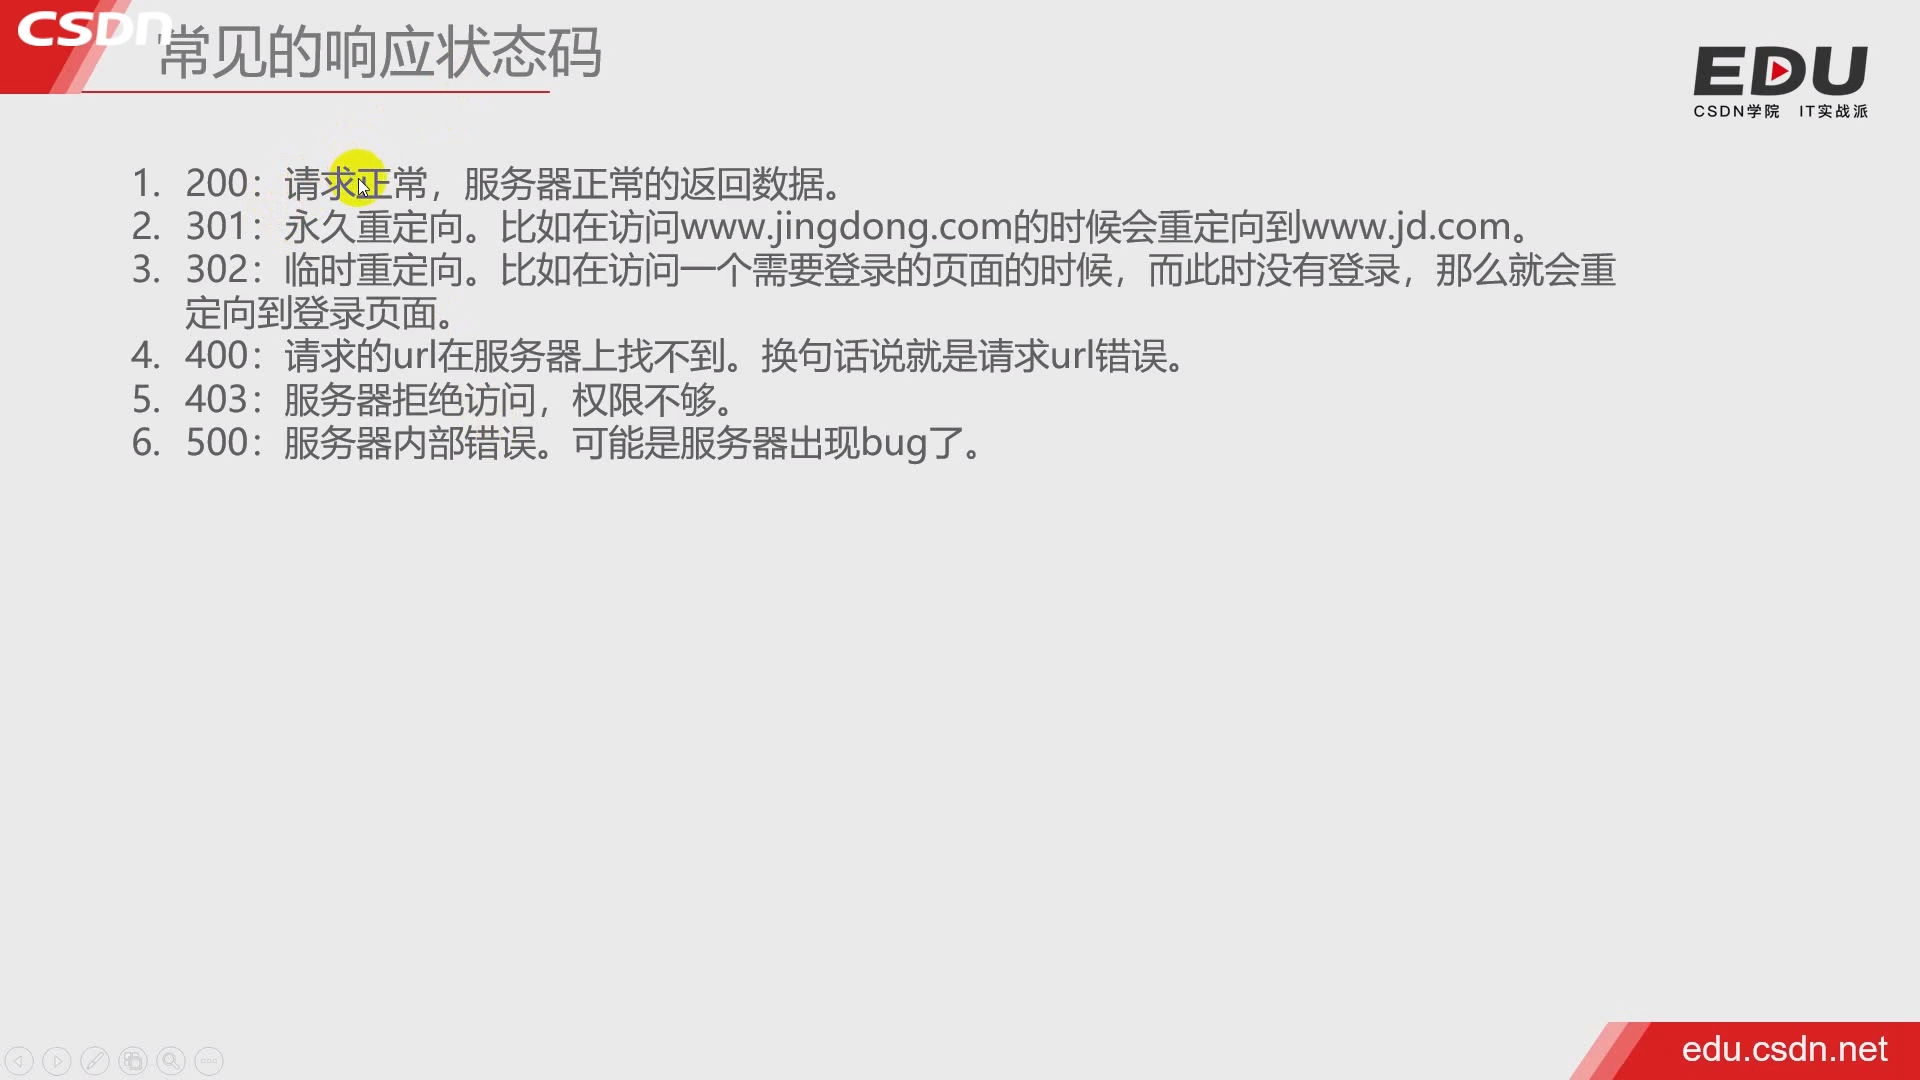 CSDN
常见的响应状态码
EDU
CSDN学院 IT实战派
1. 200：请求正常，服务器正常的返回数据。
2. 301：永久重定向。比如在访问www.jingdong.com的时候会重定向到www.jd.com。
3. 302：临时重定向。比如在访问一个需要登录的页面的时候，而此时没有登录，那么就会重
定向到登录页面。
4. 400：请求的url在服务器上找不到。换句话说就是请求url错误。
5. 403：服务器拒绝访问，权限不够。
6. 500：服务器内部错误。可能是服务器出现bug了。
edu.csdn.net